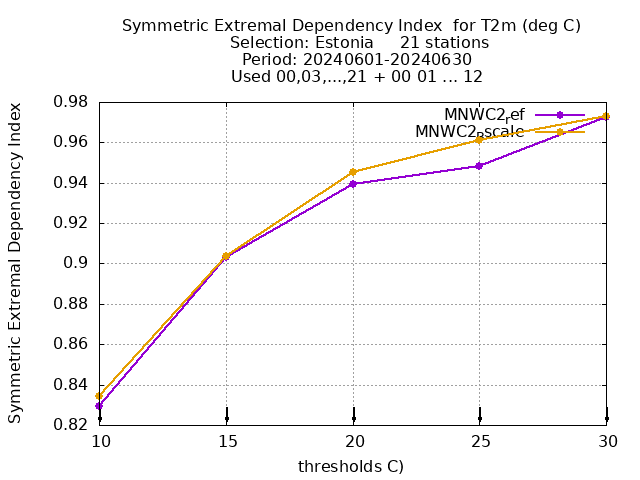 Symmetric Extremal Dependency Index  for T2m (deg C)
Selection: Estonia     21 stations
Period: 20240601-20240630
Used 00,03,...,21 + 00 01 ... 12
Symmetric Extremal Dependency Index
0.98
0.96
0.94
0.92
0.9
0.88
0.86
0.84
0.82
MNWC2ref
MNWC2pscale
10 15 20 25 30
thresholds C)